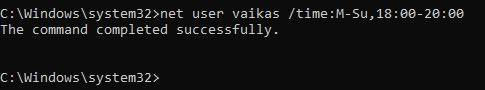 C:\Windows\system32>net user vaikas /time:M-Su,18:00-20:00
The command completed successfully.
C:\Windows\system32>